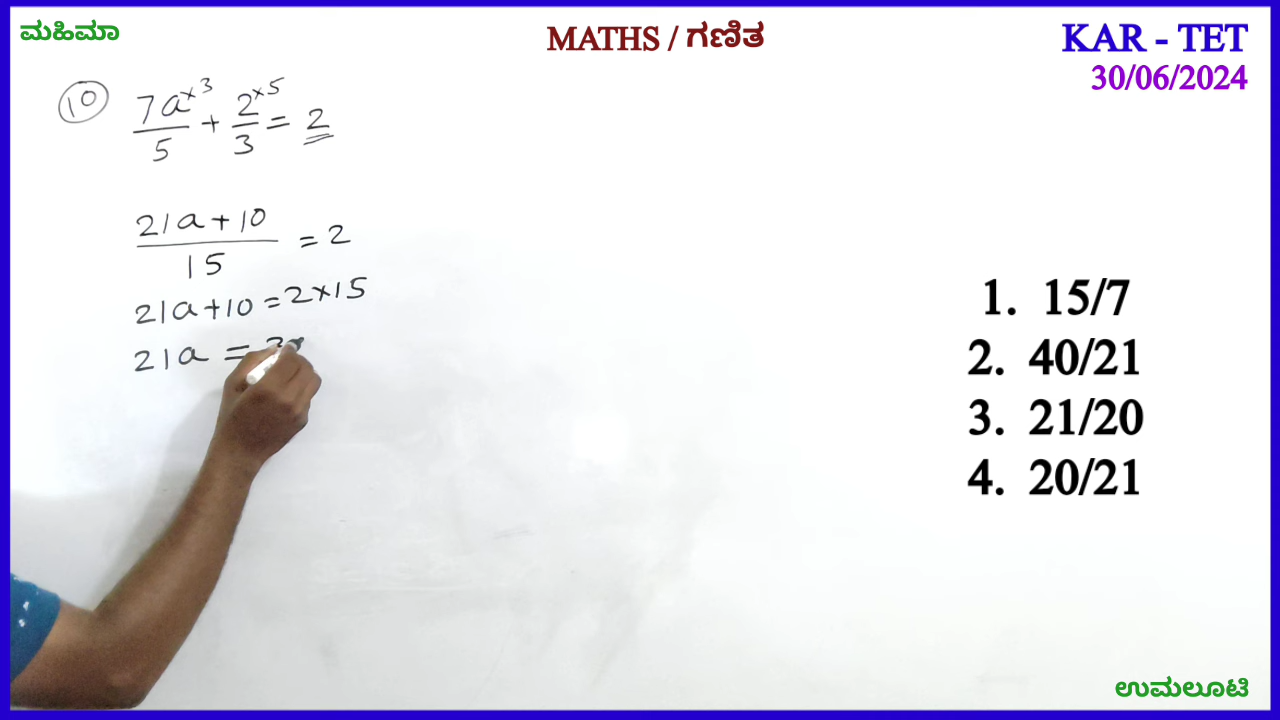 ಮಹಿಮಾ
MATHS / ಗಣಿತ
KAR - TET
30/06/2024
10 7a×3/5 + 2×5/3 = 2
21a+10/15 = 2
21a+10 = 2×15
21a =
1. 15/7
2. 40/21
3. 21/20
4. 20/21
ಉಮಲೂಟಿ